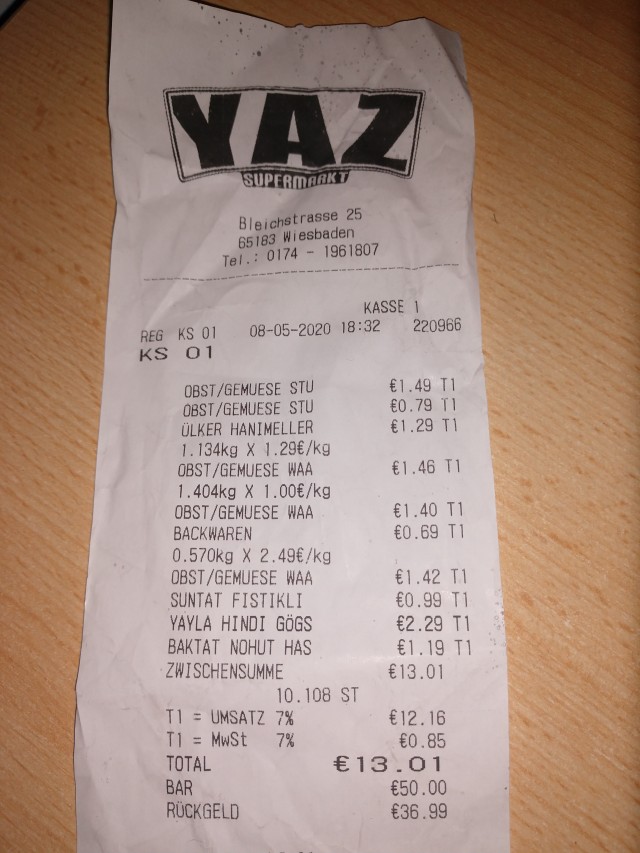 YAZ
SUPERMARKT
Bleichstrasse 25
65183 Wiesbaden
Tel.: 0174 - 1961807
KASSE 1
REG KS 01 08-05-2020 18:32 220966
KS 01
OBST/GEMUESE STU €1.49 T1
OBST/GEMUESE STU €0.79 T1
ÜLKER HANIMELLER €1.29 T1
1.134kg X 1.29€/kg
OBST/GEMUESE WAA €1.46 T1
1.404kg X 1.00€/kg
OBST/GEMUESE WAA €1.40 T1
BACKWAREN €0.69 T1
0.570kg X 2.49€/kg
OBST/GEMUESE WAA €1.42 T1
SUNTAT FISTIKLI €0.99 T1
YAYLA HINDI GÖGS €2.29 T1
BAKTAT NOHUT HAS €1.19 T1
ZWISCHENSUMME €13.01
10.108 ST
T1 = UMSATZ 7% €12.16
T1 = MwSt 7% €0.85
TOTAL €13.01
BAR €50.00
RÜCKGELD €36.99